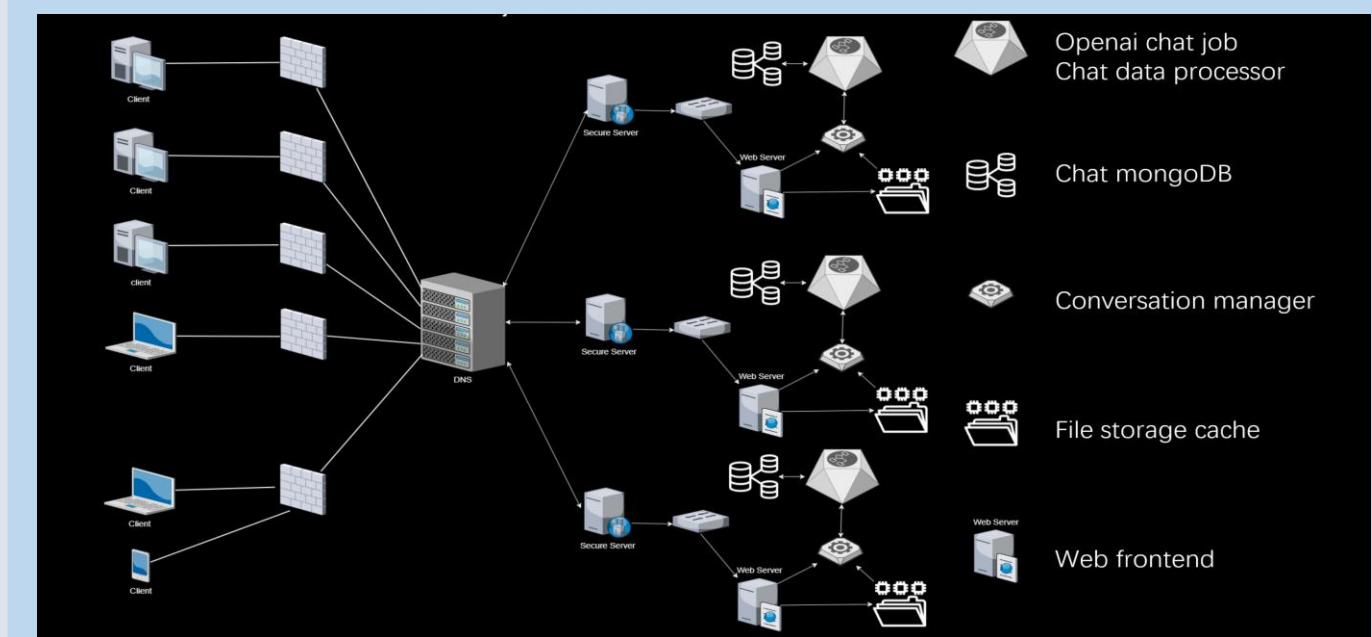 Client
Client
client
Client
Client
Client
DNS
Secure Server
Web Server
Secure Server
Web Server
Secure Server
Web Server
Openai chat job
Chat data processor
Chat mongoDB
Conversation manager
File storage cache
Web Server
Web frontend